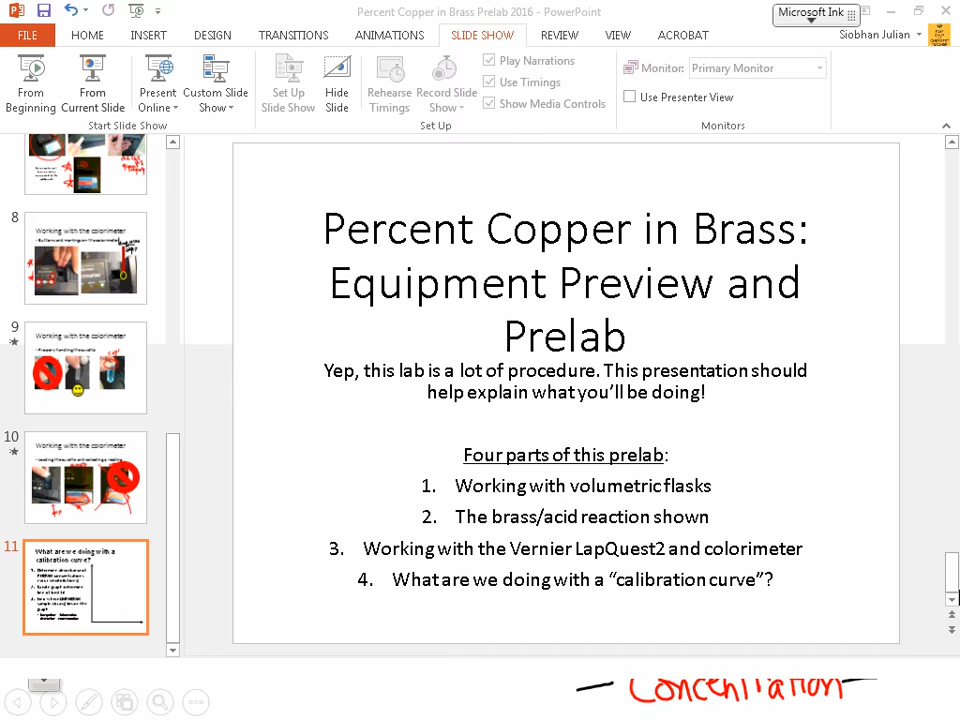 Percent Copper in Brass Prelab 2016 - PowerPoint
Microsoft Ink
FILE HOME INSERT DESIGN TRANSITIONS ANIMATIONS SLIDE SHOW REVIEW VIEW ACROBAT Siobhan Julian
From Beginning
From Current Slide
Present Online
Custom Slide Show
Start Slide Show
Set Up Slide Show
Hide Slide
Rehearse Timings
Record Slide Show
Play Narrations
Use Timings
Show Media Controls
Set Up
Monitor: Primary Monitor
Use Presenter View
Monitors
8
Working with the colorimeter
9
Working with the colorimeter
10
Working with the colorimeter
11
What are we doing with a
calibration curve?
Percent Copper in Brass:
Equipment Preview and
Prelab
Yep, this lab is a lot of procedure. This presentation should
help explain what you'll be doing!
Four parts of this prelab:
1. Working with volumetric flasks
2. The brass/acid reaction shown
3. Working with the Vernier LapQuest2 and colorimeter
4. What are we doing with a "calibration curve"?
Concentration